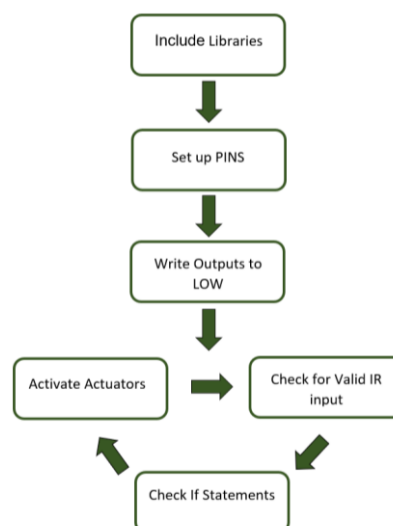 Include Libraries
Set up PINS
Write Outputs to
LOW
Activate Actuators
Check for Valid IR
input
Check If Statements